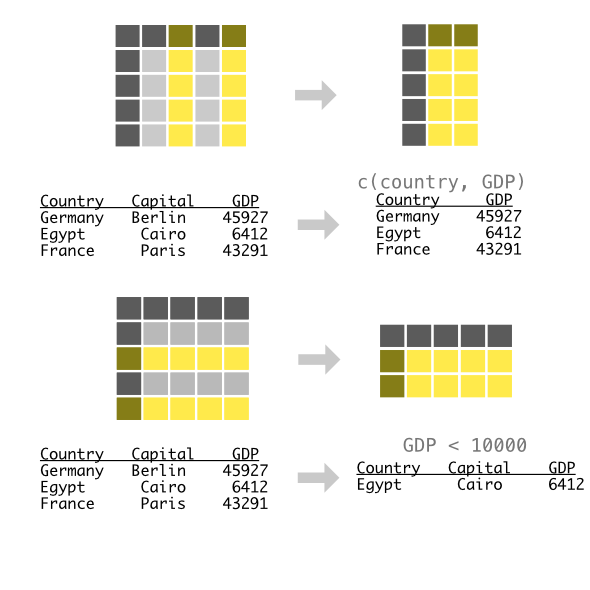 c(country, GDP)
Country Capital GDP
Germany Berlin 45927
Egypt Cairo 6412
France Paris 43291
Country GDP
Germany 45927
Egypt 6412
France 43291
GDP < 10000
Country Capital GDP
Germany Berlin 45927
Egypt Cairo 6412
France Paris 43291
Country Capital GDP
Egypt Cairo 6412